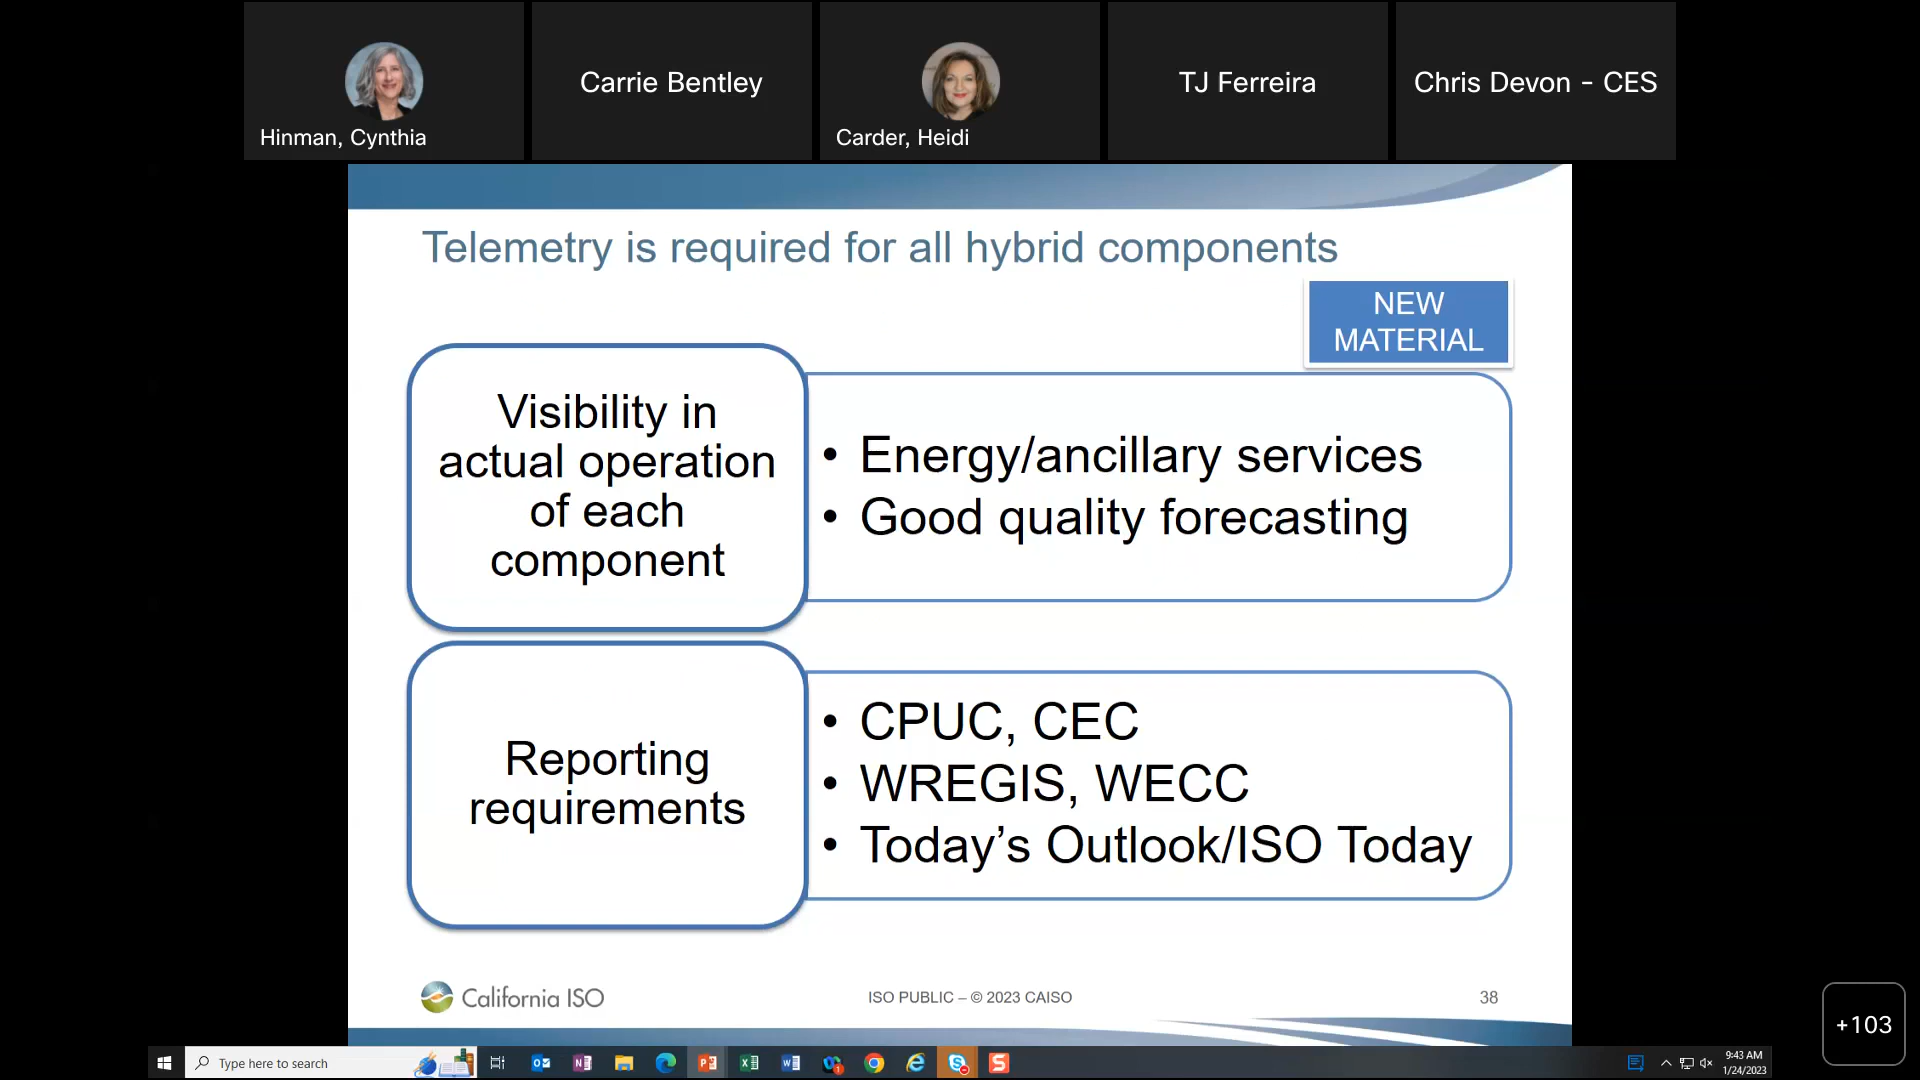 Hinman, Cynthia
Carrie Bentley
Carder, Heidi
TJ Ferreira
Chris Devon - CES
Telemetry is required for all hybrid components
NEW
MATERIAL
Visibility in
actual operation
of each
component
• Energy/ancillary services
• Good quality forecasting
Reporting
requirements
• CPUC, CEC
• WREGIS, WECC
• Today’s Outlook/ISO Today
California ISO
ISO PUBLIC – © 2023 CAISO
38
+103
Type here to search
9:43 AM
1/24/2023